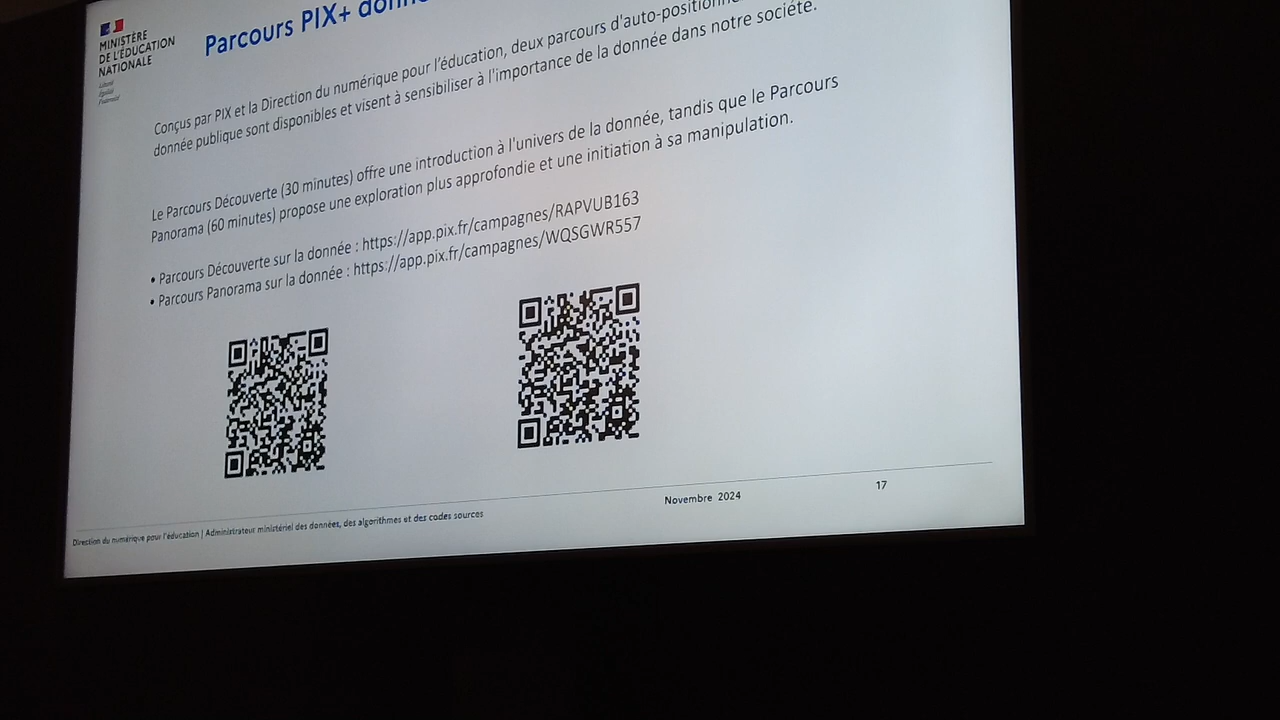 MINISTÈRE
DE L'ÉDUCATION
NATIONALE
Liberté
Égalité
Fraternité
Parcours PIX+
Conçus par PIX et la Direction du numérique pour l'éducation, deux parcours
donnée publique sont disponibles et visent à sensibiliser à l'importance de la donnée dans notre société.
Le Parcours Découverte (30 minutes) offre une introduction à l'univers de la donnée, tandis que le Parcours
Panorama (60 minutes) propose une exploration plus approfondie et une initiation à sa manipulation.
• Parcours Découverte sur la donnée : https://app.pix.fr/campagnes/RAPVUB163
• Parcours Panorama sur la donnée : https://app.pix.fr/campagnes/WQSGWR557
Direction du numérique pour l'éducation | Administrateur ministériel des données, des algorithmes et des codes sources
Novembre 2024
17